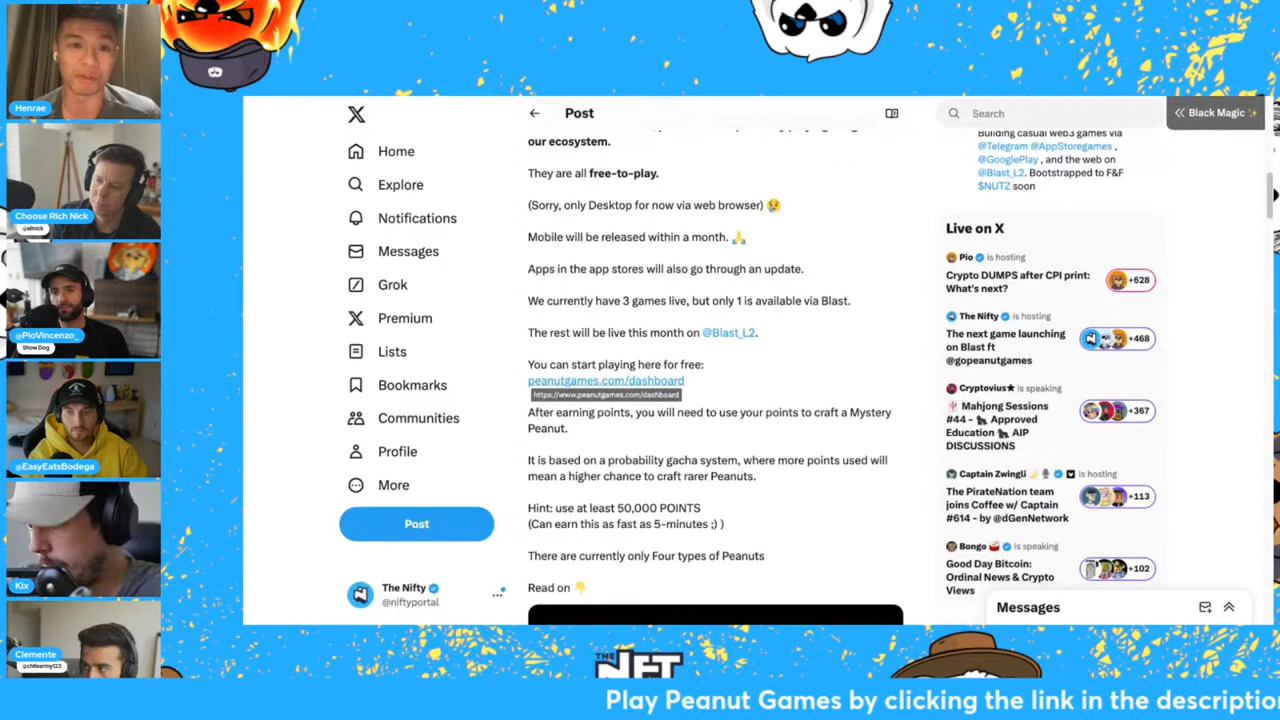 Henrae
Choose Rich Nick
@allnick
@PioVincenzo_
Show Dog
@EasyEatsBodega
Kix
Clemente
@chilearmy123
Home
Explore
Notifications
Messages
Grok
Premium
Lists
Bookmarks
Communities
Profile
More
Post
The Nifty
@niftyportal
Post
our ecosystem.
They are all free-to-play.
(Sorry, only Desktop for now via web browser) 😢
Mobile will be released within a month. 🙏
Apps in the app stores will also go through an update.
We currently have 3 games live, but only 1 is available via Blast.
The rest will be live this month on @Blast_L2.
You can start playing here for free:
peanutgames.com/dashboard
https://www.peanutgames.com/dashboard
After earning points, you will need to use your points to craft a Mystery
Peanut.
It is based on a probability gacha system, where more points used will
mean a higher chance to craft rarer Peanuts.
Hint: use at least 50,000 POINTS
(Can earn this as fast as 5-minutes ;) )
There are currently only Four types of Peanuts
Read on 👇
Search
Black Magic ✨
Building casual web3 games via
@Telegram @AppStoregames ,
@GooglePlay , and the web on
@Blast_L2. Bootstrapped to F&F
$NUTZ soon
Live on X
Pio is hosting
Crypto DUMPS after CPI print:
What's next?
+628
The Nifty is hosting
The next game launching
on Blast ft
@gopeanutgames
+468
Cryptovius★ is speaking
Mahjong Sessions
#44 - Approved
Education AIP
DISCUSSIONS
+367
Captain Zwingli is hosting
The PirateNation team
joins Coffee w/ Captain
#614 - by @dGenNetwork
+113
Bongo is speaking
Good Day Bitcoin:
Ordinal News & Crypto
Views
+102
Messages
THE
NFT
Play Peanut Games by clicking the link in the descriptio